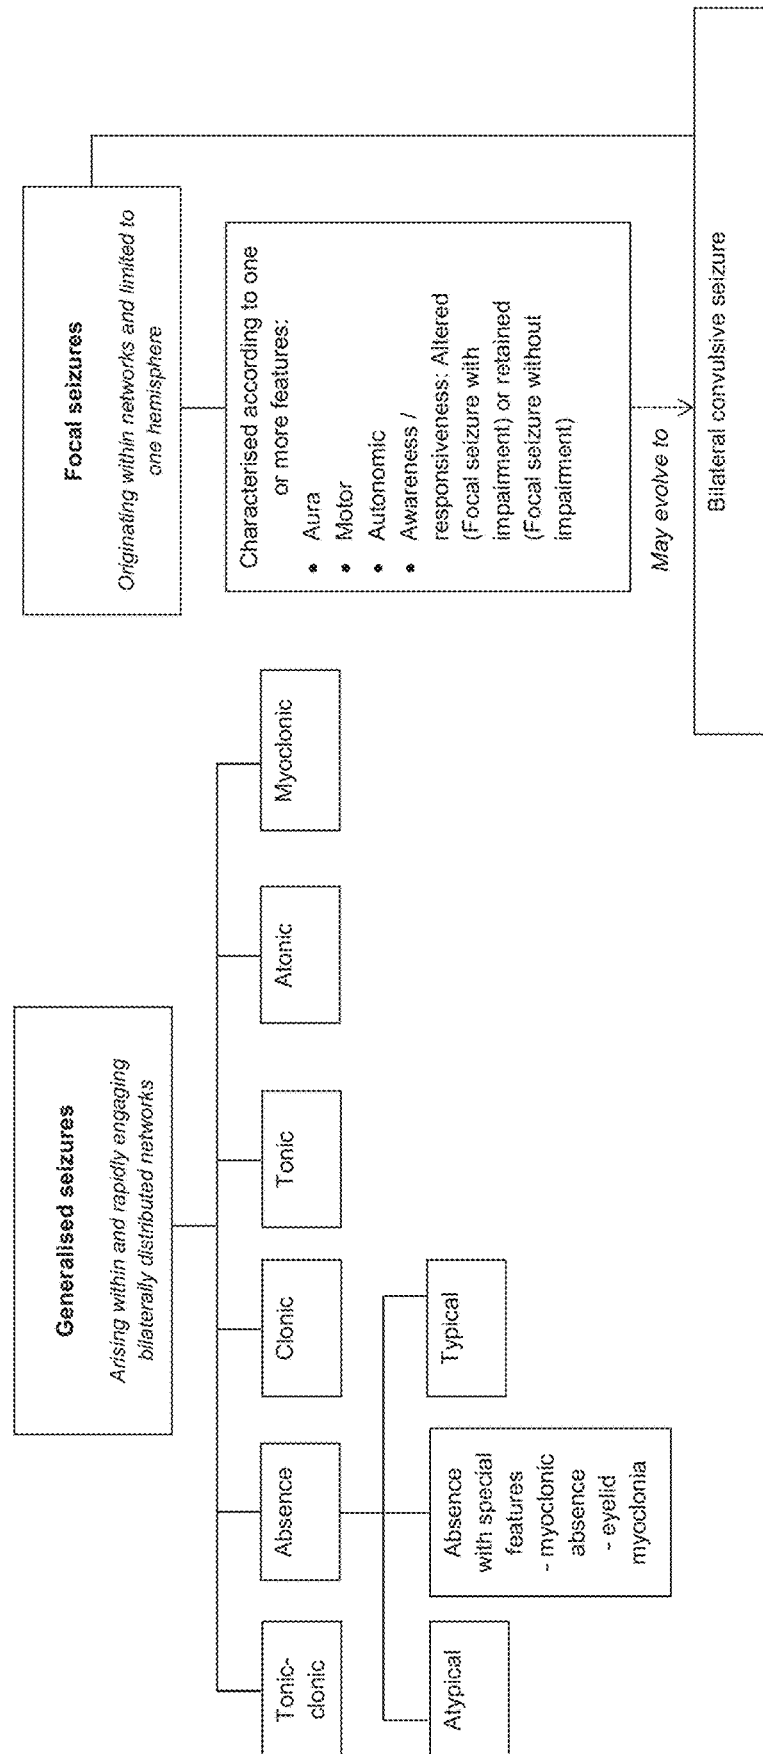 Generalised seizures
Arising within and rapidly engaging
bilaterally distributed networks
Tonic-
clonic
Absence
Clonic
Tonic
Atonic
Myoclonic
Atypical
Absence
with special
features
- myoclonic
absence
- eyelid
myoclonia
Typical
Focal seizures
Originating within networks and limited to
one hemisphere
Characterised according to one
or more features:
• Aura
• Motor
• Autonomic
• Awareness /
responsiveness: Altered
(Focal seizure with
impairment) or retained
(Focal seizure without
impairment)
May evolve to
Bilateral convulsive seizure